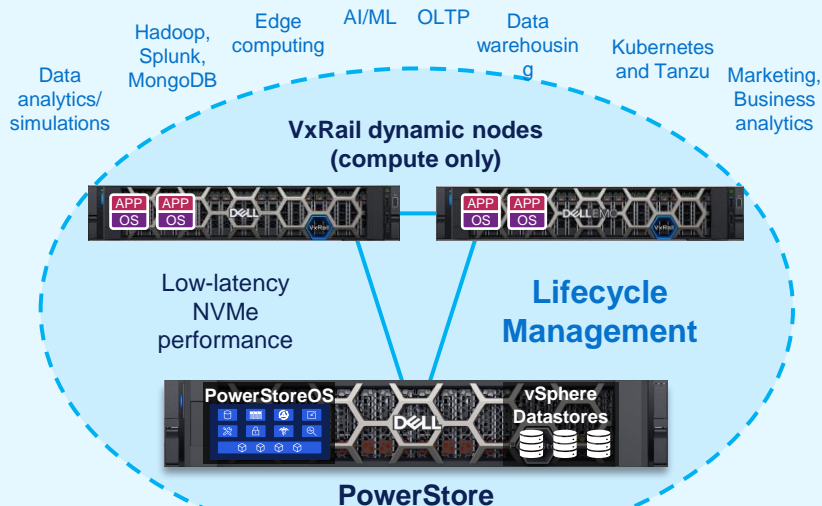 Data
analytics/
simulations
Hadoop,
Splunk,
MongoDB
Edge
computing
AI/ML
OLTP
Data
warehousin
g
Kubernetes
and Tanzu
Marketing,
Business
analytics
VxRail dynamic nodes
(compute only)
APP
OS
APP
OS
DELL
VxRail
APP
OS
APP
OS
DELL EMC
VxRail
Low-latency
NVMe
performance
Lifecycle
Management
PowerStoreOS
DELL
vSphere
Datastores
PowerStore